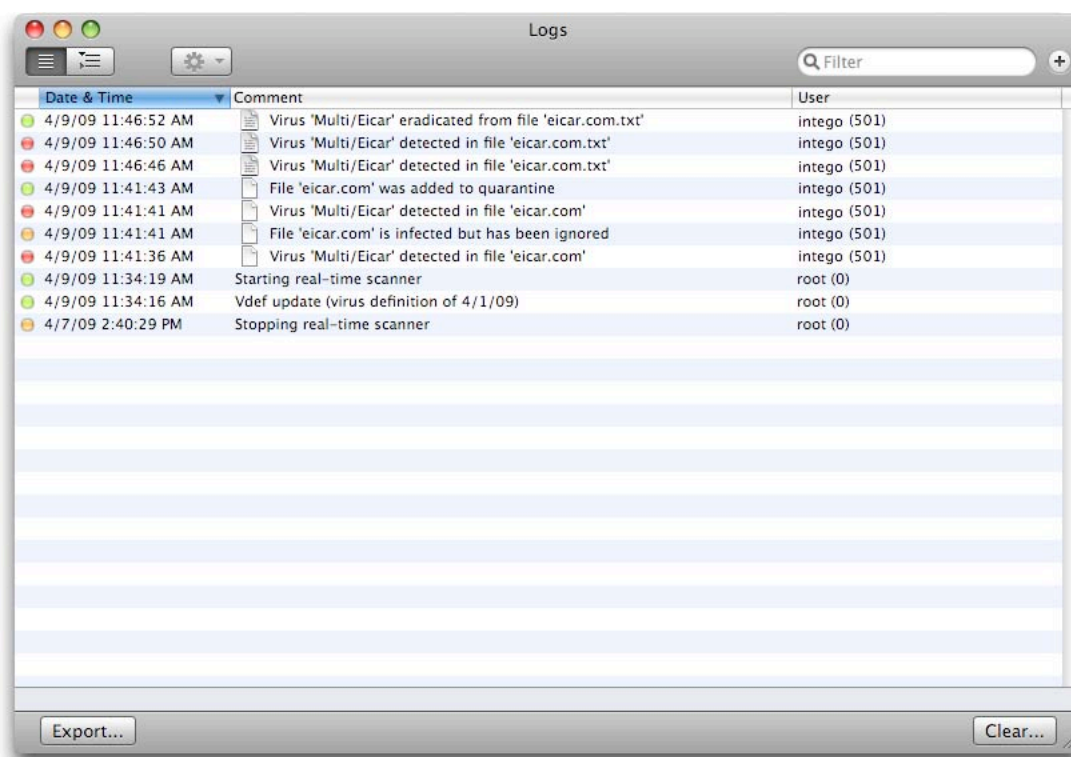 Logs
Filter
Date & Time Comment User
4/9/09 11:46:52 AM Virus 'Multi/Eicar' eradicated from file 'eicar.com.txt' intego (501)
4/9/09 11:46:50 AM Virus 'Multi/Eicar' detected in file 'eicar.com.txt' intego (501)
4/9/09 11:46:46 AM Virus 'Multi/Eicar' detected in file 'eicar.com.txt' intego (501)
4/9/09 11:41:43 AM File 'eicar.com' was added to quarantine intego (501)
4/9/09 11:41:41 AM Virus 'Multi/Eicar' detected in file 'eicar.com' intego (501)
4/9/09 11:41:41 AM File 'eicar.com' is infected but has been ignored intego (501)
4/9/09 11:41:36 AM Virus 'Multi/Eicar' detected in file 'eicar.com' intego (501)
4/9/09 11:34:19 AM Starting real-time scanner root (0)
4/9/09 11:34:16 AM Vdef update (virus definition of 4/1/09) root (0)
4/7/09 2:40:29 PM Stopping real-time scanner root (0)
Export... Clear...